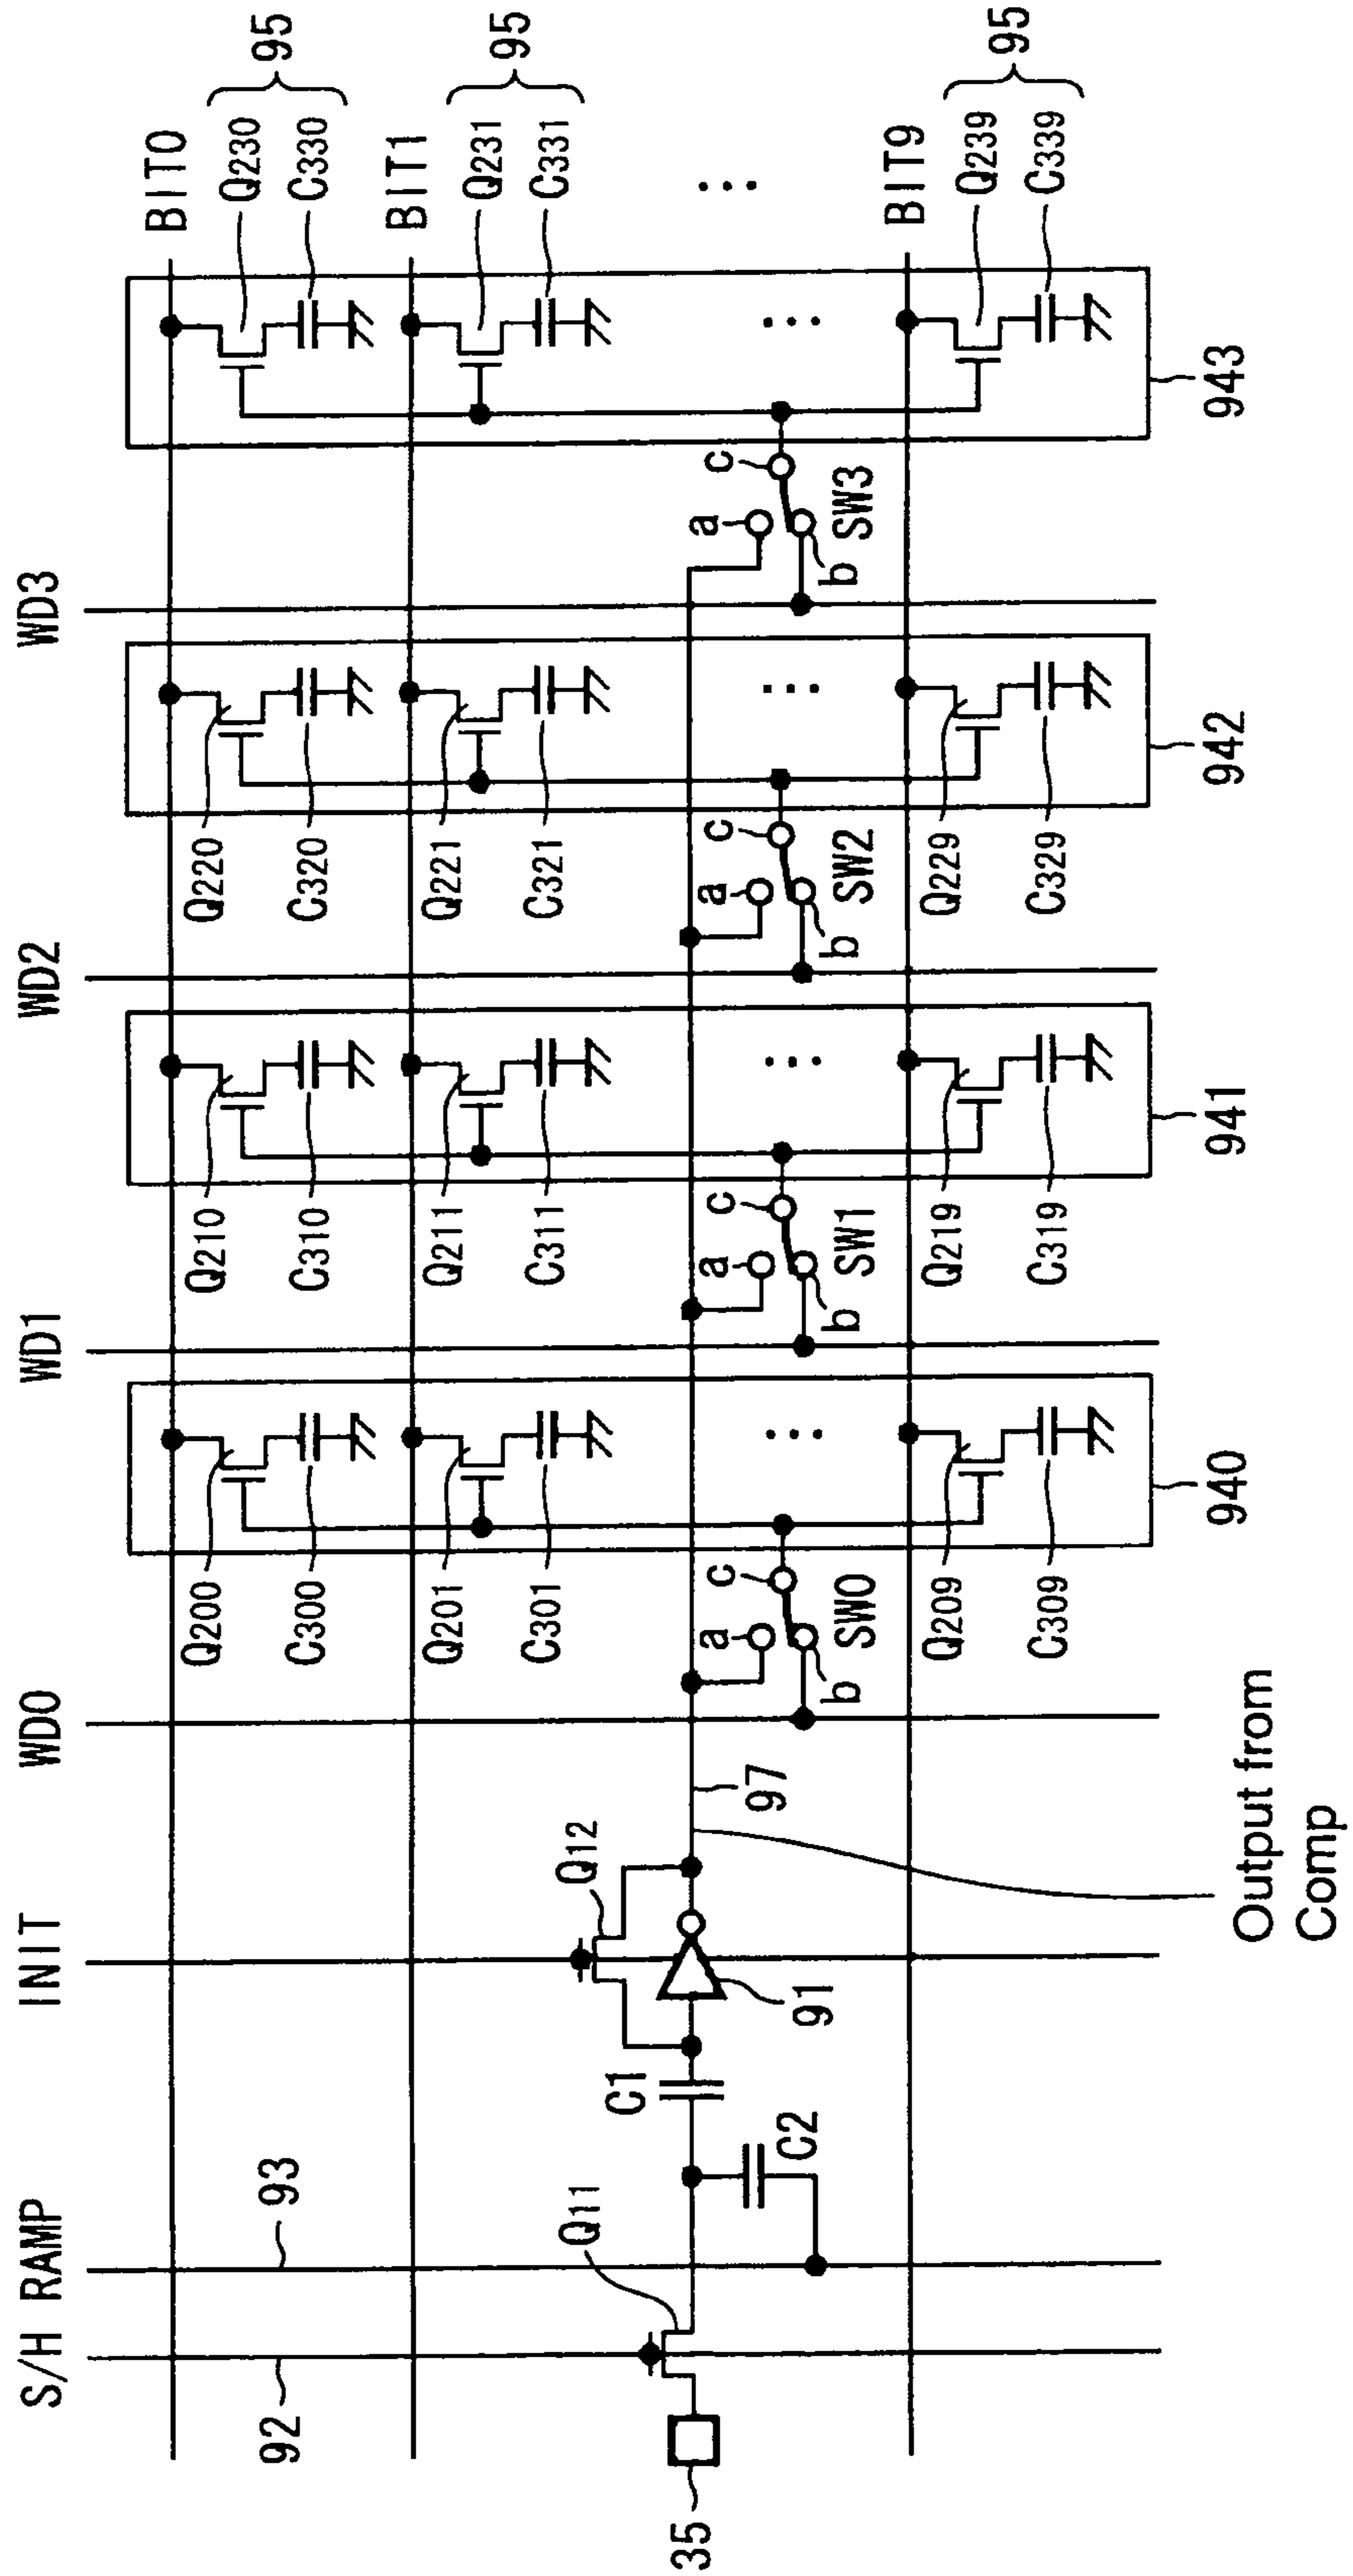 S/H
RAMP
INIT
WD0
WD1
WD2
WD3
92
93
BIT0
BIT1
BIT9
Q200
C300
Q210
C310
Q220
C320
Q230
C330
95
Q201
C301
Q211
C311
Q221
C321
Q231
C331
95
35
Q11
C1
C2
Q12
91
97
a
b
c
SW0
a
b
c
SW1
a
b
c
SW2
a
b
c
SW3
Q209
C309
Q219
C319
Q229
C329
Q239
C339
95
940
941
942
943
Output from
Comp